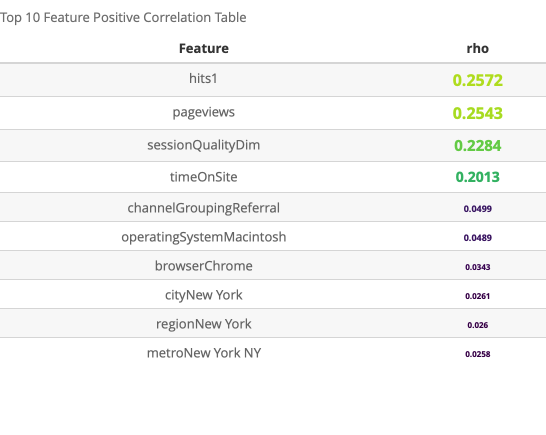 Top 10 Feature Positive Correlation Table
Feature rho
hits1 0.2572
pageviews 0.2543
sessionQualityDim 0.2284
timeOnSite 0.2013
channelGroupingReferral 0.0499
operatingSystemMacintosh 0.0489
browserChrome 0.0343
cityNew York 0.0261
regionNew York 0.026
metroNew York NY 0.0258